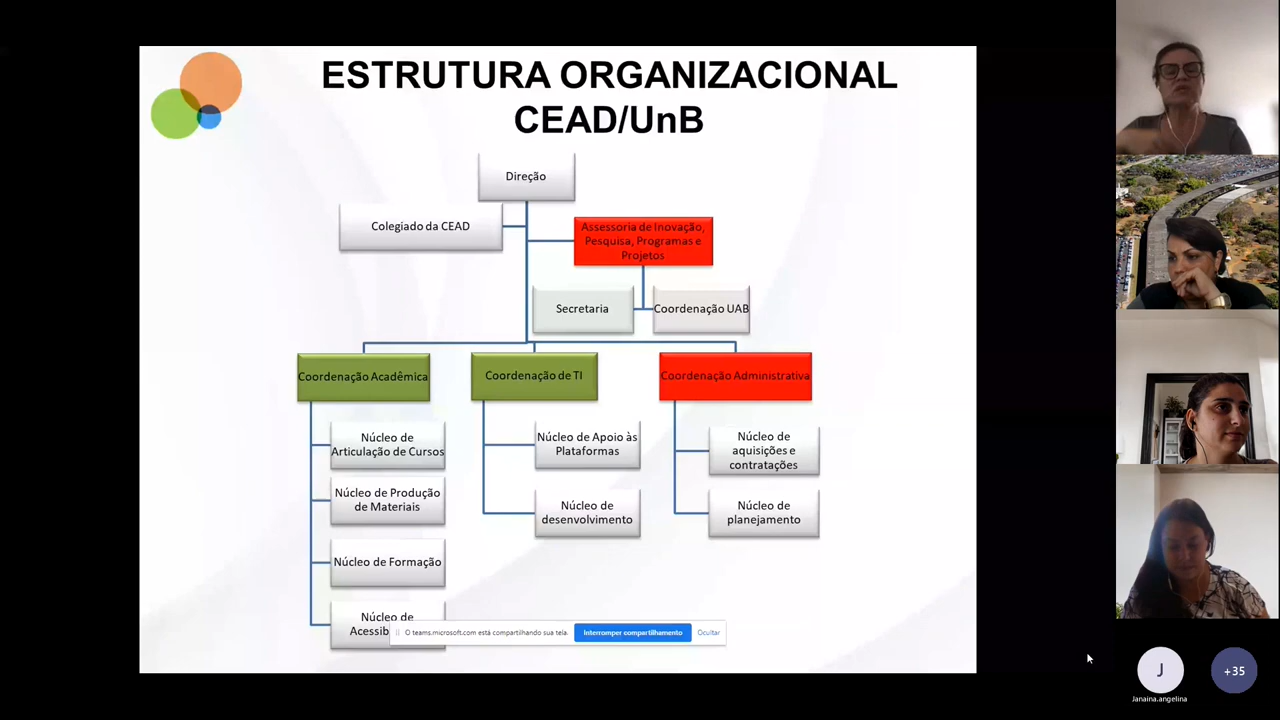 ESTRUTURA ORGANIZACIONAL
CEAD/UnB
Direção
Colegiado da CEAD
Assessoria de Inovação,
Pesquisa, Programas e
Projetos
Secretaria
Coordenação UAB
Coordenação Acadêmica
Coordenação de TI
Coordenação Administrativa
Núcleo de
Articulação de Cursos
Núcleo de Produção
de Materiais
Núcleo de Formação
Núcleo de
Acessib
Núcleo de Apoio às
Plataformas
Núcleo de
desenvolvimento
Núcleo de
aquisições e
contratações
Núcleo de
planejamento
O teams.microsoft.com está compartilhando sua tela.
Interromper compartilhamento
Ocultar
J
+35
Janaina.angelina